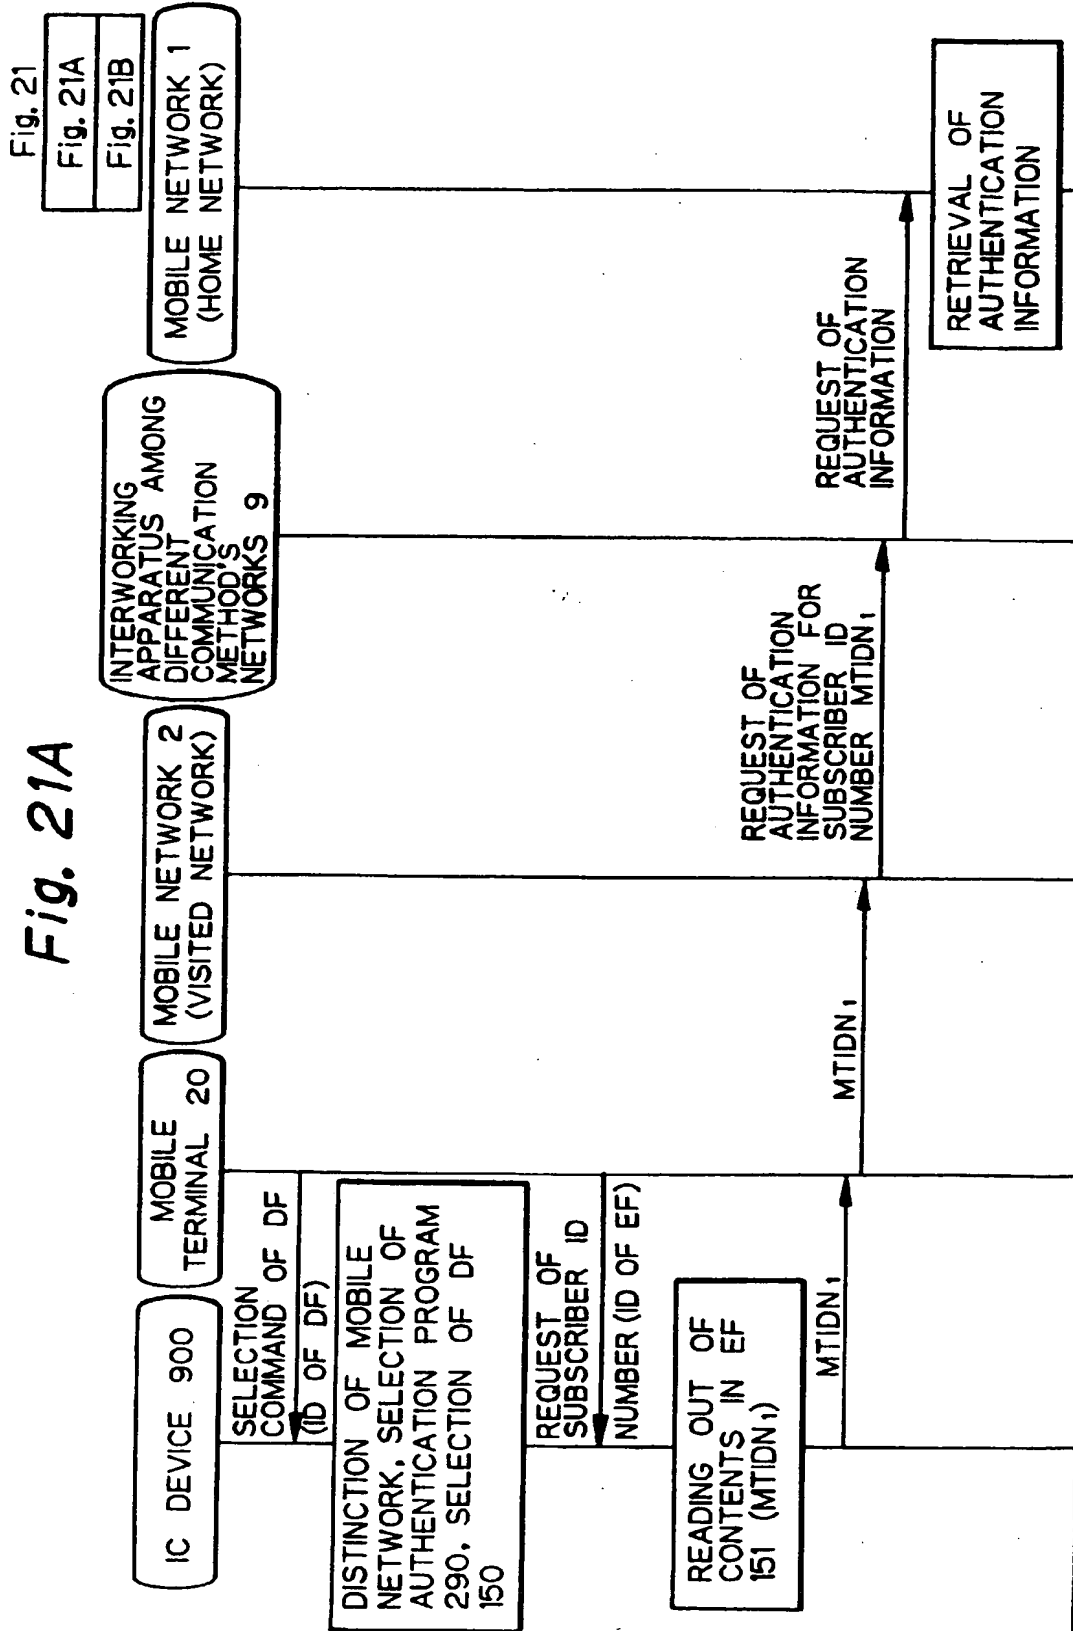 Fig. 21A
Fig. 21
Fig. 21A
Fig. 21B
IC DEVICE 900
MOBILE
TERMINAL 20
MOBILE NETWORK 2
(VISITED NETWORK)
INTERWORKING
APPARATUS AMONG
DIFFERENT
COMMUNICATION
METHOD'S
NETWORKS 9
MOBILE NETWORK 1
(HOME NETWORK)
SELECTION
COMMAND OF DF
(ID OF DF)
DISTINCTION OF MOBILE
NETWORK, SELECTION OF
AUTHENTICATION PROGRAM
290, SELECTION OF DF
150
REQUEST OF
SUBSCRIBER ID
NUMBER (ID OF EF)
READING OUT OF
CONTENTS IN EF
151 (MTIDN₁)
MTIDN₁
MTIDN₁
REQUEST OF
AUTHENTICATION
INFORMATION FOR
SUBSCRIBER ID
NUMBER MTIDN₁
REQUEST OF
AUTHENTICATION
INFORMATION
RETRIEVAL OF
AUTHENTICATION
INFORMATION